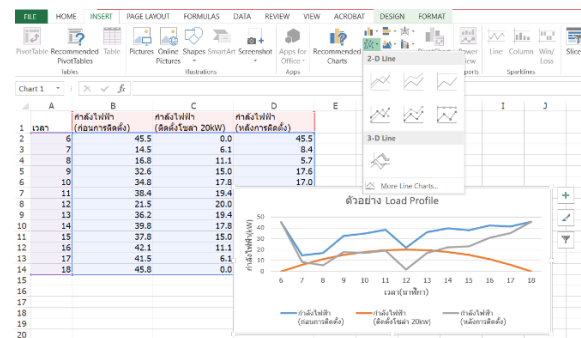 FILE HOME INSERT PAGE LAYOUT FORMULAS DATA REVIEW VIEW ACROBAT DESIGN FORMAT
PivotTable Recommended Table Pictures Online Shapes SmartArt Screenshot Apps for Recommended
PivotTables Pictures Office Charts
Line Column Win/ Slicer
Loss
Tables Illustrations Apps Sparklines
2-D Line
3-D Line
More Line Charts...
Chart 1 fx
A B C D E I J
1 เวลา กำลังไฟฟ้า (ก่อนการติดตั้ง) กำลังไฟฟ้า (ติดตั้งโซลา 20kW) กำลังไฟฟ้า (หลังการติดตั้ง)
2 6 45.5 0.0 45.5
3 7 14.5 6.1 8.4
4 8 16.8 11.1 5.7
5 9 32.6 15.0 17.6
6 10 34.8 17.8 17.0
7 11 38.4 19.4
8 12 21.5 20.0
9 13 36.2 19.4
10 14 39.8 17.8
11 15 37.8 15.0
12 16 42.1 11.1
13 17 41.5 6.1
14 18 45.8 0.0
15
16
17
18
19
20
ตัวอย่าง Load Profile
กำลังไฟฟ้า(kW)
50
40
30
20
10
0
6 7 8 9 10 11 12 13 14 15 16 17 18
เวลา(นาฬิกา)
กำลังไฟฟ้า (ก่อนการติดตั้ง)
กำลังไฟฟ้า (ติดตั้งโซลา 20kW)
กำลังไฟฟ้า (หลังการติดตั้ง)